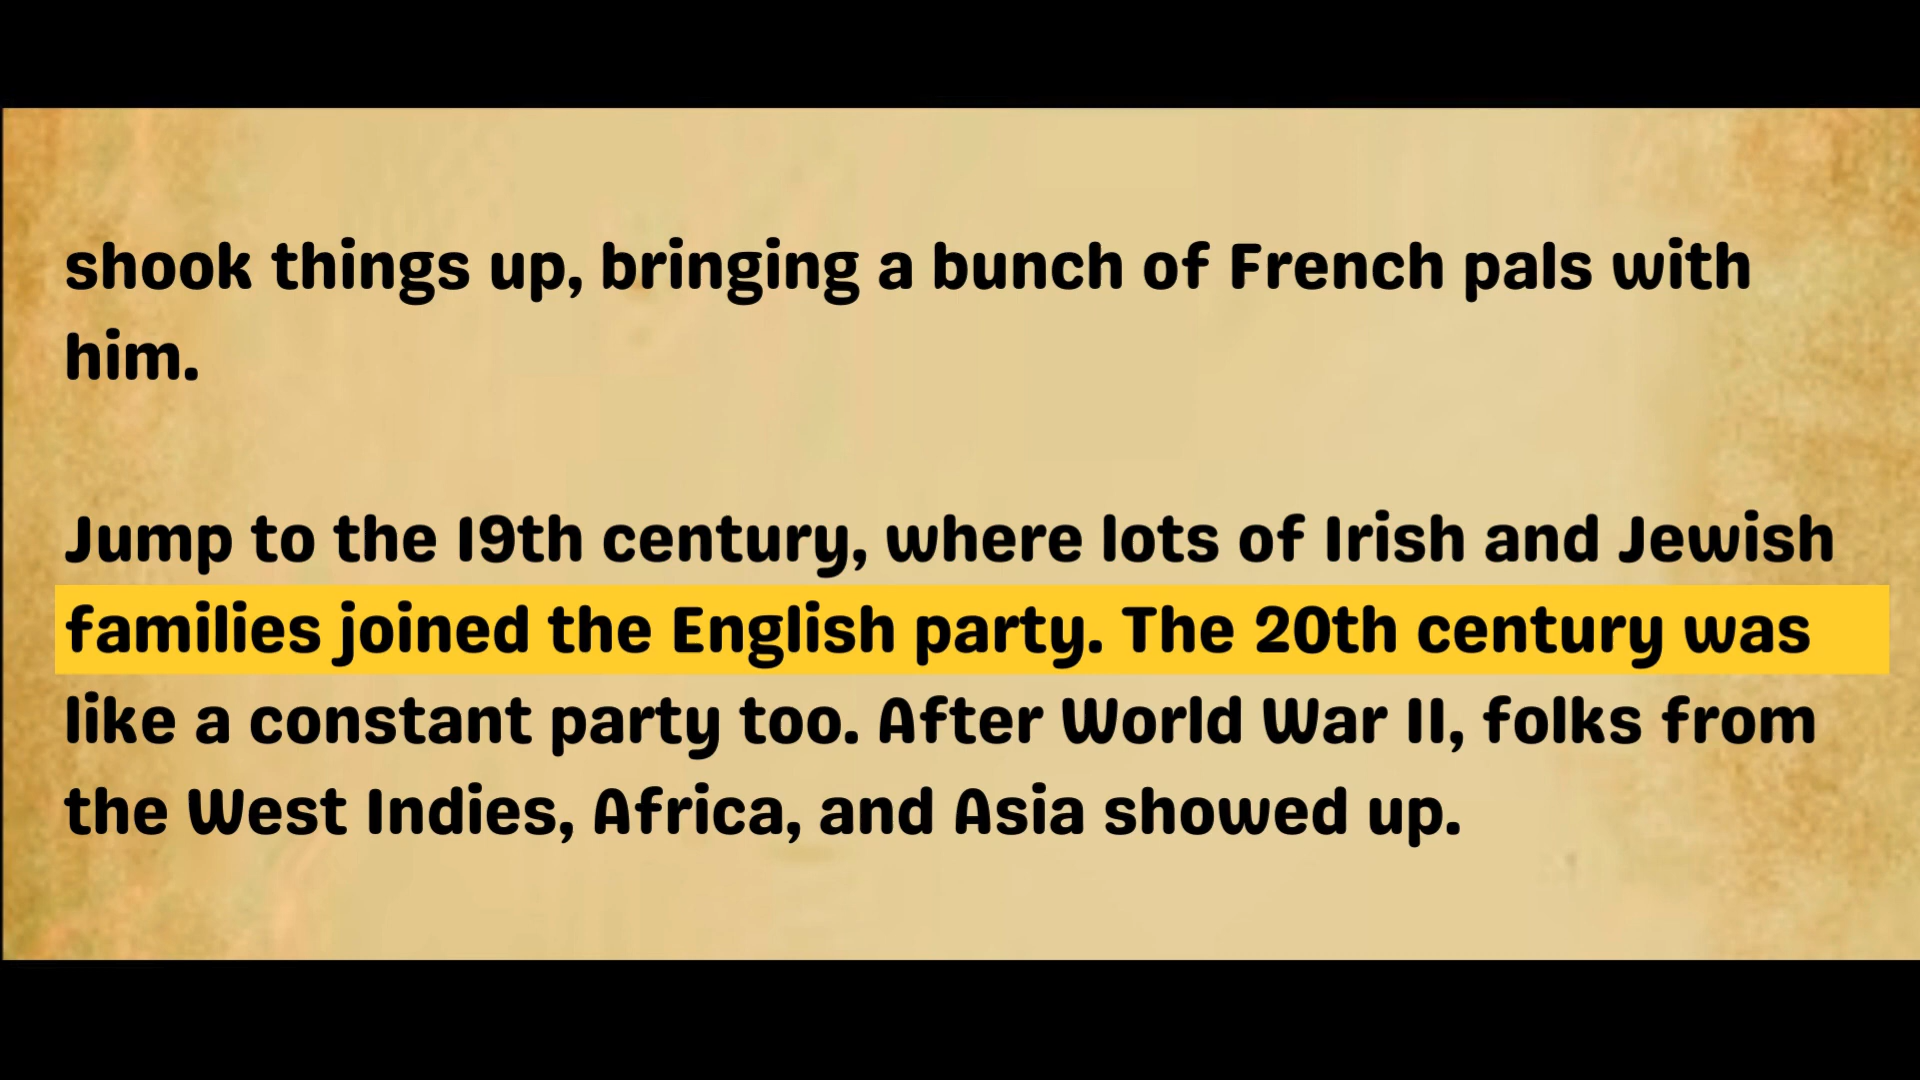 shook things up, bringing a bunch of French pals with
him.
Jump to the 19th century, where lots of Irish and Jewish
families joined the English party. The 20th century was
like a constant party too. After World War II, folks from
the West Indies, Africa, and Asia showed up.